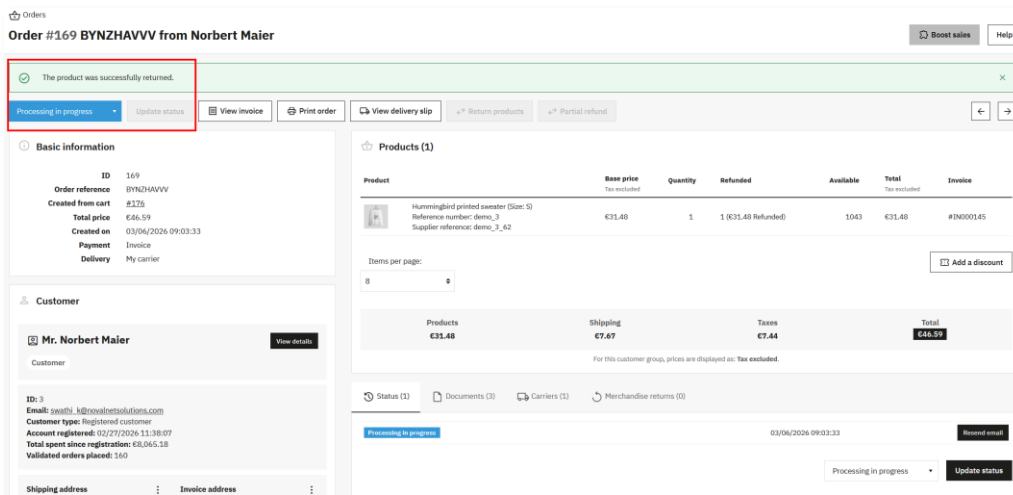 Orders
Order #169 BYNZHAVVV from Norbert Maier
Boost sales
Help
The product was successfully returned.
Processing in progress
Update status
View invoice
Print order
View delivery slip
Return products
Partial refund
Basic information
ID 169
Order reference BYNZHAVVV
Created from cart #176
Total price €46.59
Created on 03/06/2026 09:03:33
Payment Invoice
Delivery My carrier
Customer
Mr. Norbert Maier
View details
Customer
ID: 3
Email: swathi_k@novalnetsolutions.com
Customer type: Registered customer
Account registered: 02/27/2026 11:38:07
Total spent since registration: €8,065.18
Validated orders placed: 160
Shipping address
Invoice address
Products (1)
Product Base price Quantity Refunded Available Total Invoice
Tax excluded Tax excluded
Hummingbird printed sweater (Size: S)
Reference number: demo_3
Supplier reference: demo_3_62
€31.48 1 1 (€31.48 Refunded) 1043 €31.48 #IN000145
Items per page:
8
Add a discount
Products Shipping Taxes Total
€31.48 €7.67 €7.44 €46.59
For this customer group, prices are displayed as: Tax excluded.
Status (1)
Documents (3)
Carriers (1)
Merchandise returns (0)
Processing in progress 03/06/2026 09:03:33 Resend email
Processing in progress
Update status